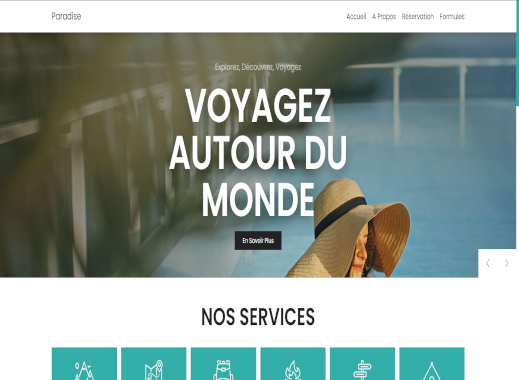 Paradise
Accueil A Propos Réservation Formules
Explorez, Découvrez, Voyagez
VOYAGEZ
AUTOUR DU
MONDE
En Savoir Plus
NOS SERVICES